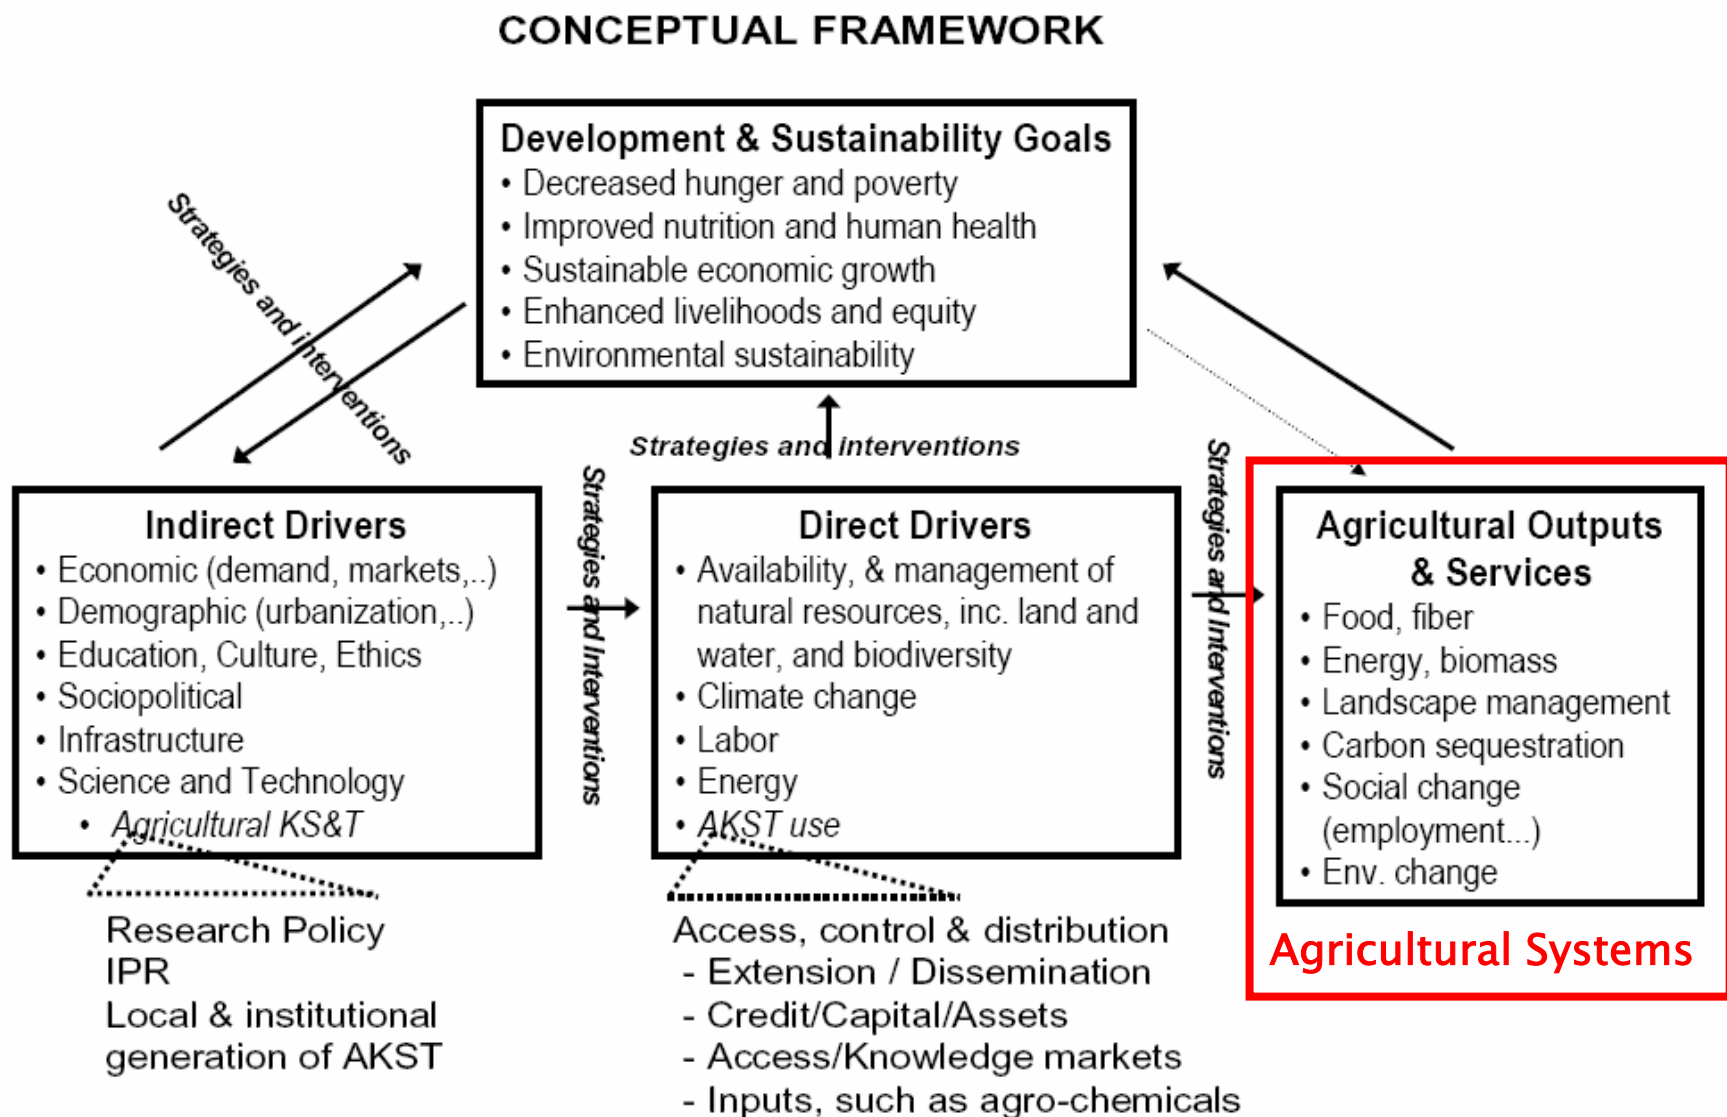 CONCEPTUAL FRAMEWORK
Development & Sustainability Goals
• Decreased hunger and poverty
• Improved nutrition and human health
• Sustainable economic growth
• Enhanced livelihoods and equity
• Environmental sustainability
Strategies and interventions
Strategies and interventions
Indirect Drivers
• Economic (demand, markets,..)
• Demographic (urbanization,..)
• Education, Culture, Ethics
• Sociopolitical
• Infrastructure
• Science and Technology
• Agricultural KS&T
Research Policy
IPR
Local & institutional
generation of AKST
Strategies and Interventions
Direct Drivers
• Availability, & management of
natural resources, inc. land and
water, and biodiversity
• Climate change
• Labor
• Energy
• AKST use
Access, control & distribution
- Extension / Dissemination
- Credit/Capital/Assets
- Access/Knowledge markets
- Inputs, such as agro-chemicals
Strategies and Interventions
Agricultural Outputs
& Services
• Food, fiber
• Energy, biomass
• Landscape management
• Carbon sequestration
• Social change
(employment...)
• Env. change
Agricultural Systems